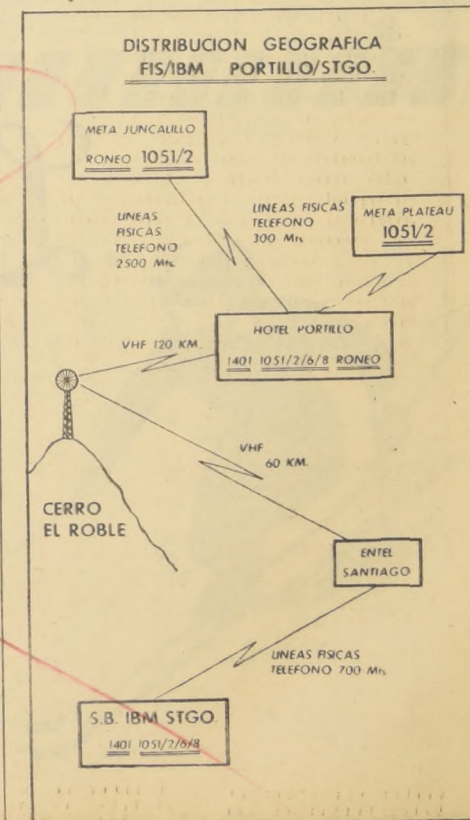 DISTRIBUCION GEOGRAFICA
FIS/IBM PORTILLO/STGO.
META JUNCALILLO
RONEO 1051/2
LINEAS
FISICAS
TELEFONO
2500 Mts.
LINEAS FISICAS
TELEFONO
300 Mts.
META PLATEAU
1051/2
HOTEL PORTILLO
1401 1051/2/6/8 RONEO
VHF 120 KM.
VHF
60 KM.
CERRO
EL ROBLE
ENTEL
SANTIAGO
LINEAS FISICAS
TELEFONO 700 Mts.
S.B. IBM STGO.
1401 1051/2/6/8